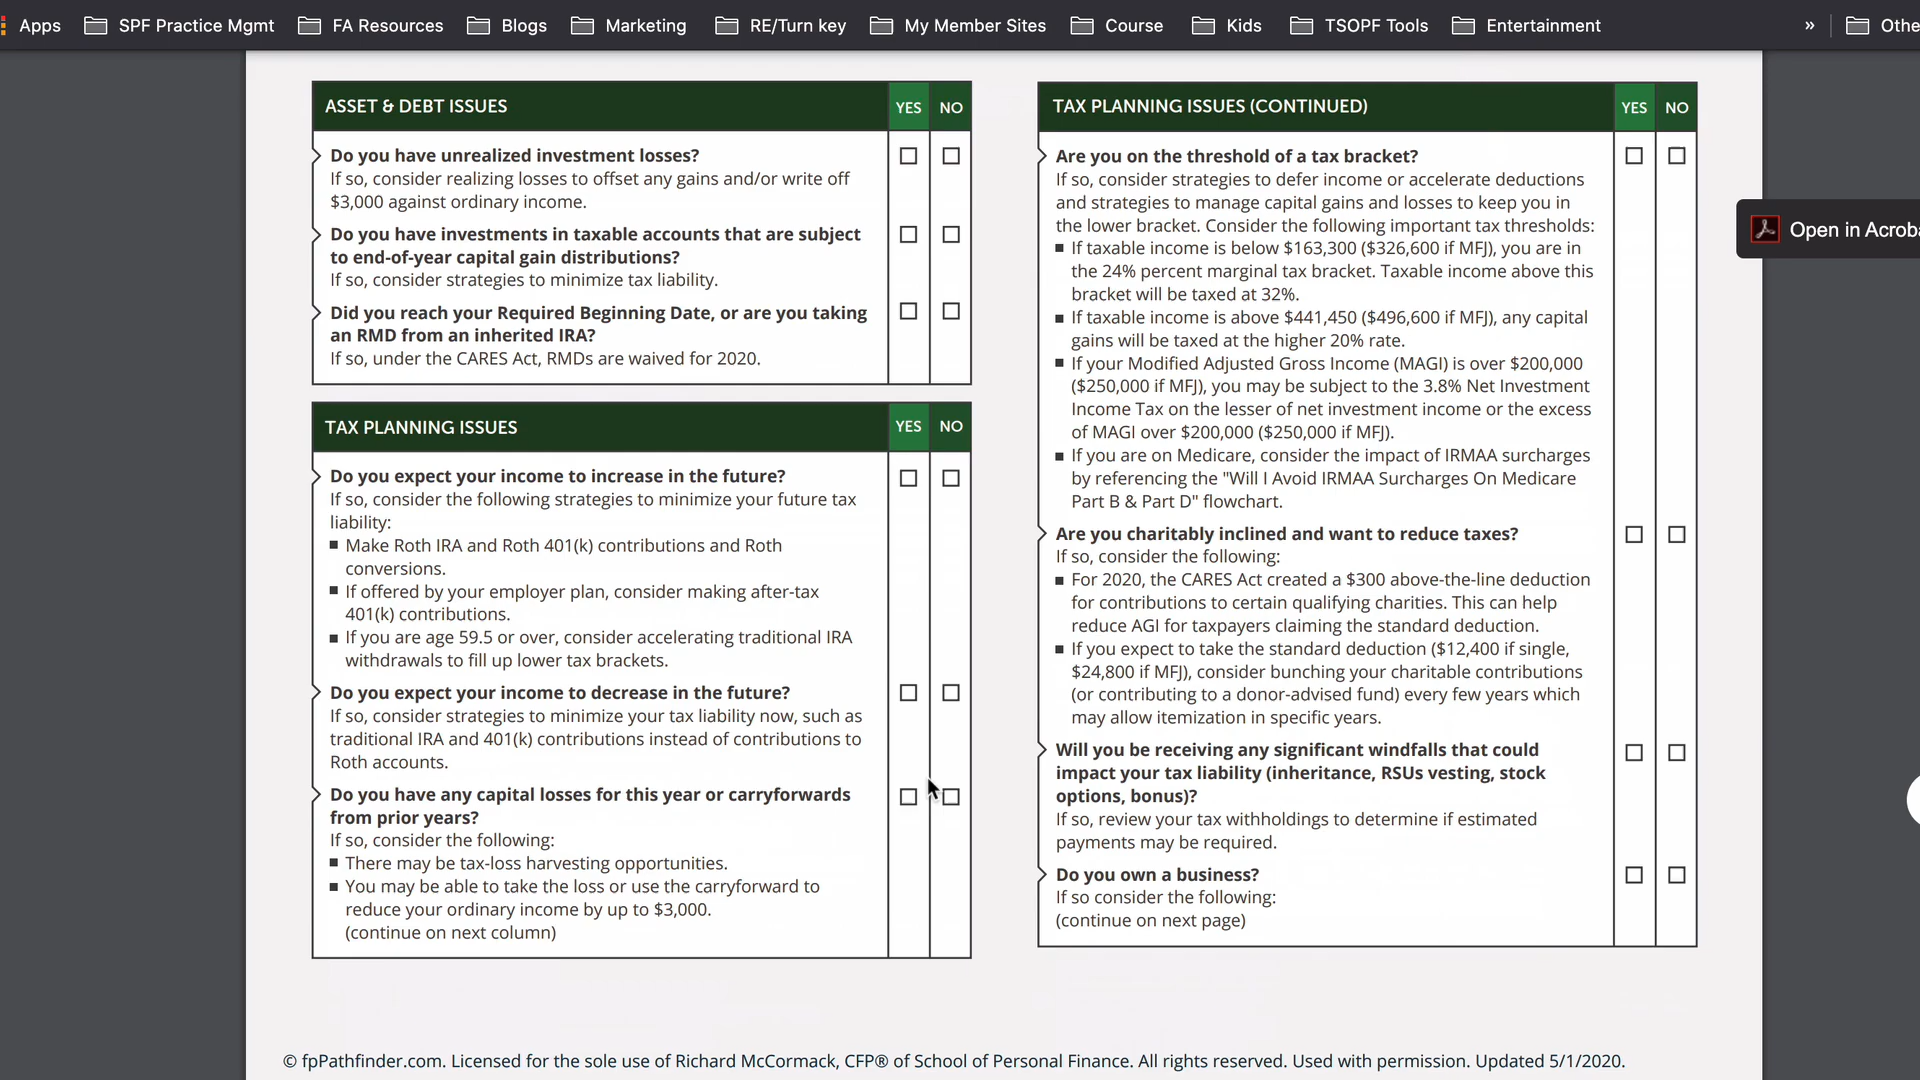 Apps SPF Practice Mgmt FA Resources Blogs Marketing RE/Turn key My Member Sites Course Kids TSOPF Tools Entertainment »
ASSET & DEBT ISSUES YES NO
Do you have unrealized investment losses?
If so, consider realizing losses to offset any gains and/or write off
$3,000 against ordinary income.
Do you have investments in taxable accounts that are subject
to end-of-year capital gain distributions?
If so, consider strategies to minimize tax liability.
Did you reach your Required Beginning Date, or are you taking
an RMD from an inherited IRA?
If so, under the CARES Act, RMDs are waived for 2020.
TAX PLANNING ISSUES YES NO
Do you expect your income to increase in the future?
If so, consider the following strategies to minimize your future tax
liability:
■ Make Roth IRA and Roth 401(k) contributions and Roth
conversions.
■ If offered by your employer plan, consider making after-tax
401(k) contributions.
■ If you are age 59.5 or over, consider accelerating traditional IRA
withdrawals to fill up lower tax brackets.
Do you expect your income to decrease in the future?
If so, consider strategies to minimize your tax liability now, such as
traditional IRA and 401(k) contributions instead of contributions to
Roth accounts.
Do you have any capital losses for this year or carryforwards
from prior years?
If so, consider the following:
■ There may be tax-loss harvesting opportunities.
■ You may be able to take the loss or use the carryforward to
reduce your ordinary income by up to $3,000.
(continue on next column)
TAX PLANNING ISSUES (CONTINUED) YES NO
Are you on the threshold of a tax bracket?
If so, consider strategies to defer income or accelerate deductions
and strategies to manage capital gains and losses to keep you in
the lower bracket. Consider the following important tax thresholds:
■ If taxable income is below $163,300 ($326,600 if MFJ), you are in
the 24% percent marginal tax bracket. Taxable income above this
bracket will be taxed at 32%.
■ If taxable income is above $441,450 ($496,600 if MFJ), any capital
gains will be taxed at the higher 20% rate.
■ If your Modified Adjusted Gross Income (MAGI) is over $200,000
($250,000 if MFJ), you may be subject to the 3.8% Net Investment
Income Tax on the lesser of net investment income or the excess
of MAGI over $200,000 ($250,000 if MFJ).
■ If you are on Medicare, consider the impact of IRMAA surcharges
by referencing the "Will I Avoid IRMAA Surcharges On Medicare
Part B & Part D" flowchart.
Are you charitably inclined and want to reduce taxes?
If so, consider the following:
■ For 2020, the CARES Act created a $300 above-the-line deduction
for contributions to certain qualifying charities. This can help
reduce AGI for taxpayers claiming the standard deduction.
■ If you expect to take the standard deduction ($12,400 if single,
$24,800 if MFJ), consider bunching your charitable contributions
(or contributing to a donor-advised fund) every few years which
may allow itemization in specific years.
Will you be receiving any significant windfalls that could
impact your tax liability (inheritance, RSUs vesting, stock
options, bonus)?
If so, review your tax withholdings to determine if estimated
payments may be required.
Do you own a business?
If so consider the following:
(continue on next page)
Open in
© fpPathfinder.com. Licensed for the sole use of Richard McCormack, CFP® of School of Personal Finance. All rights reserved. Used with permission. Updated 5/1/2020.